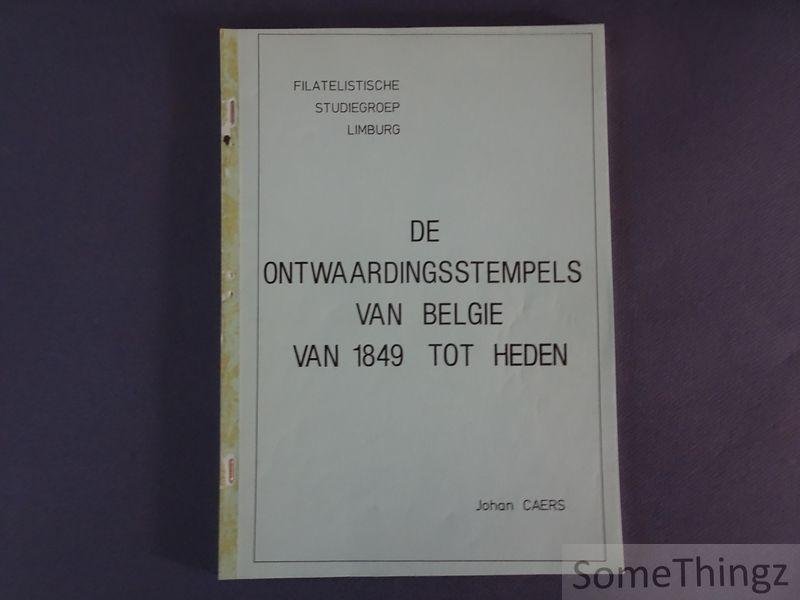 FILATELISTISCHE
STUDIEGROEP
LIMBURG
DE
ONTWAARDINGSSTEMPELS
VAN BELGIE
VAN 1849 TOT HEDEN
Johan CAERS
SomeThingz